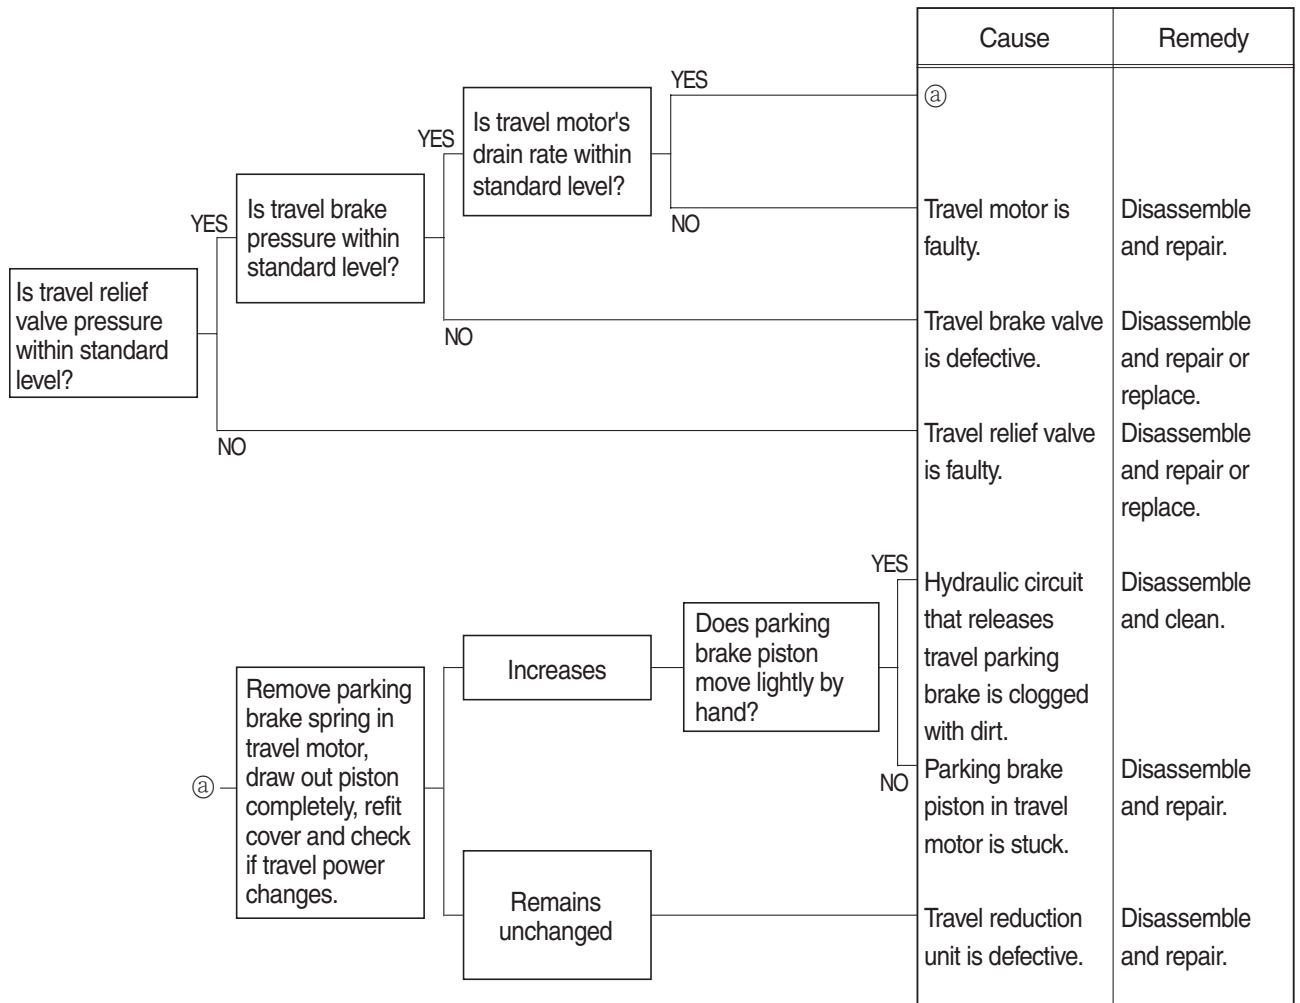 Cause
Remedy
YES
ⓐ
Is travel motor's
drain rate within
standard level?
YES
NO
Travel motor is
faulty.
Disassemble
and repair.
Is travel brake
pressure within
standard level?
YES
NO
Travel brake valve
is defective.
Disassemble
and repair or
replace.
Is travel relief
valve pressure
within standard
level?
NO
Travel relief valve
is faulty.
Disassemble
and repair or
replace.
ⓐ
Remove parking
brake spring in
travel motor,
draw out piston
completely, refit
cover and check
if travel power
changes.
Increases
Does parking
brake piston
move lightly by
hand?
YES
Hydraulic circuit
that releases
travel parking
brake is clogged
with dirt.
Disassemble
and clean.
NO
Parking brake
piston in travel
motor is stuck.
Disassemble
and repair.
Remains
unchanged
Travel reduction
unit is defective.
Disassemble
and repair.